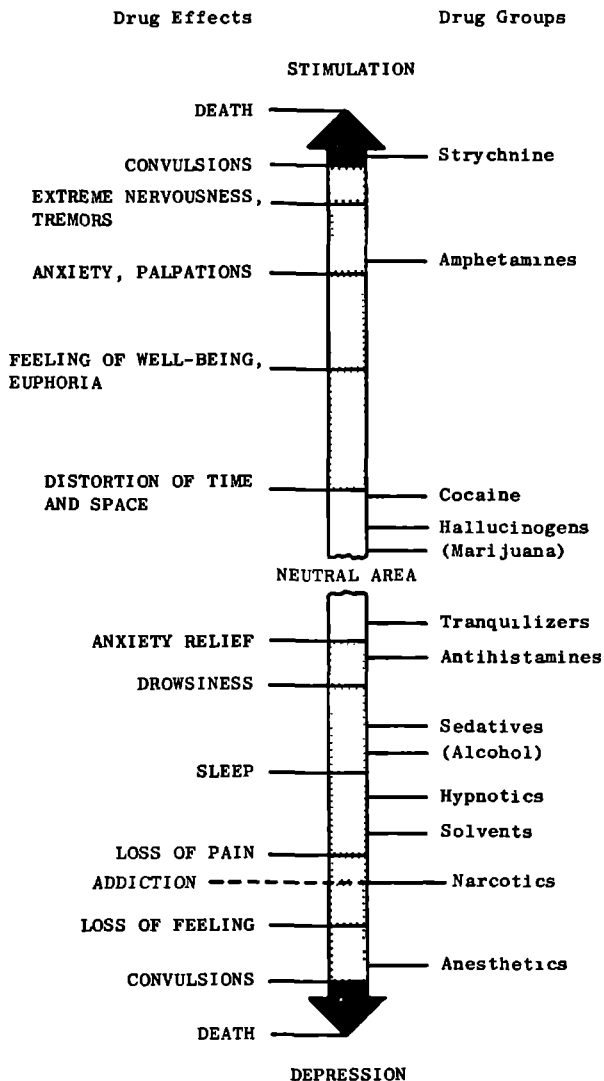 Drug Effects Drug Groups
STIMULATION
DEATH
Strychnine
CONVULSIONS
EXTREME NERVOUSNESS,
TREMORS
Amphetamines
ANXIETY, PALPATIONS
FEELING OF WELL-BEING,
EUPHORIA
DISTORTION OF TIME
AND SPACE
Cocaine
Hallucinogens
(Marijuana)
NEUTRAL AREA
Tranquilizers
ANXIETY RELIEF
Antihistamines
DROWSINESS
Sedatives
(Alcohol)
SLEEP
Hypnotics
Solvents
LOSS OF PAIN
ADDICTION Narcotics
LOSS OF FEELING
Anesthetics
CONVULSIONS
DEATH
DEPRESSION